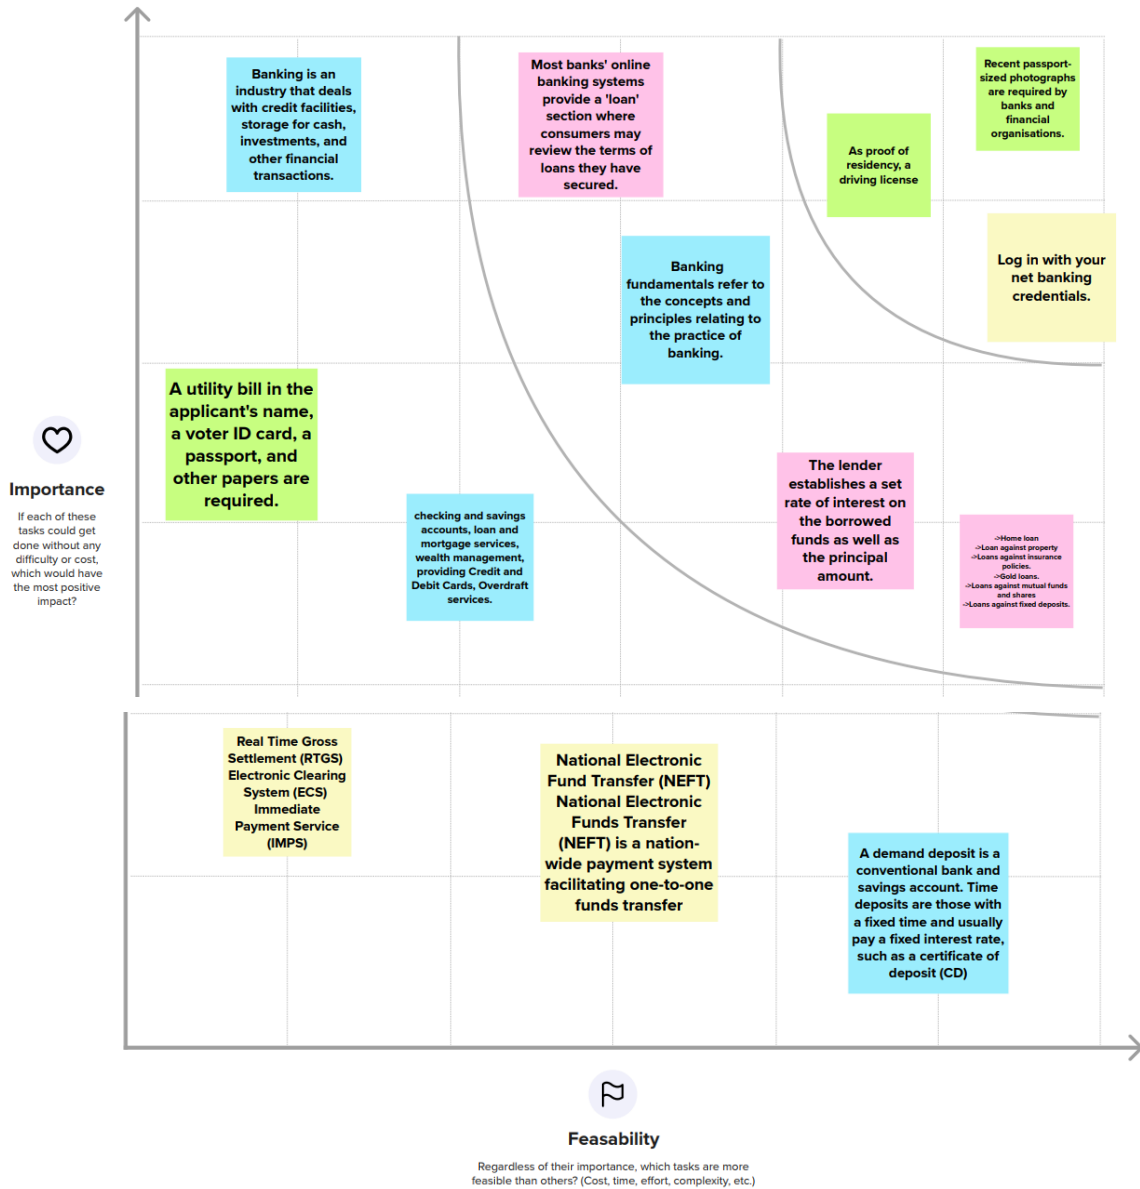 Banking is an
industry that deals
with credit facilities,
storage for cash,
investments, and
other financial
transactions.
Most banks' online
banking systems
provide a 'loan'
section where
consumers may
review the terms of
loans they have
secured.
As proof of
residency, a
driving license
Recent passport-
sized photographs
are required by
banks and
financial
organisations.
Banking
fundamentals refer to
the concepts and
principles relating to
the practice of
banking.
Log in with your
net banking
credentials.
A utility bill in the
applicant's name,
a voter ID card, a
passport, and
other papers are
required.
checking and savings
accounts, loan and
mortgage services,
wealth management,
providing Credit and
Debit Cards, Overdraft
services.
The lender
establishes a set
rate of interest on
the borrowed
funds as well as
the principal
amount.
->Home loan
->Loan against property
->Loans against insurance
policies.
->Gold loans.
->Loans against mutual funds
and shares
->Loans against fixed deposits.
Importance
If each of these
tasks could get
done without any
difficulty or cost,
which would have
the most positive
impact?
Real Time Gross
Settlement (RTGS)
Electronic Clearing
System (ECS)
Immediate
Payment Service
(IMPS)
National Electronic
Fund Transfer (NEFT)
National Electronic
Funds Transfer
(NEFT) is a nation-
wide payment system
facilitating one-to-one
funds transfer
A demand deposit is a
conventional bank and
savings account. Time
deposits are those with
a fixed time and usually
pay a fixed interest rate,
such as a certificate of
deposit (CD)
Feasability
Regardless of their importance, which tasks are more
feasible than others? (Cost, time, effort, complexity, etc.)